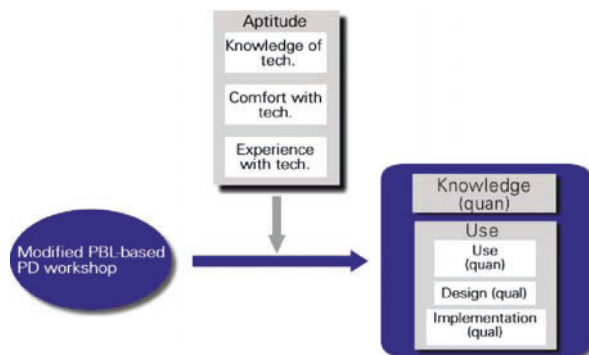 Aptitude
Knowledge of
tech.
Comfort with
tech.
Experience
with tech.
Modified PBL-based
PD workshop
Knowledge
(quan)
Use
Use
(quan)
Design (qual)
Implementation
(qual)